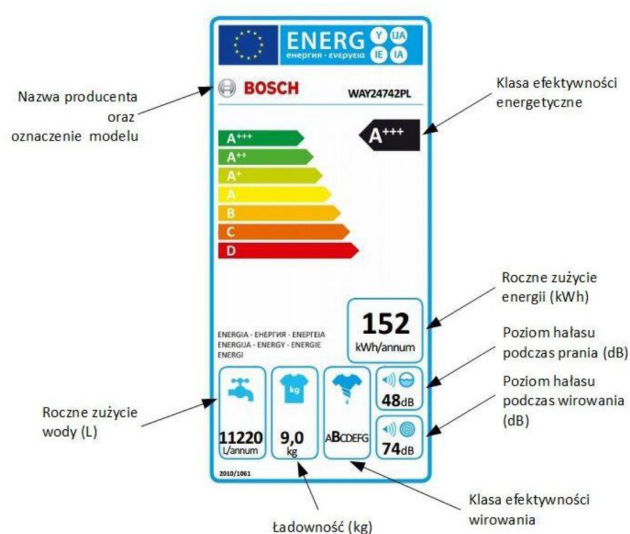 ENERG Y IJA
IE IA
енергия · ενεργεια
Nazwa producenta
oraz
oznaczenie modelu
BOSCH
WAY24742PL
Klasa efektywności
energetyczne
A+++
A+++
A++
A+
A
B
C
D
Roczne zużycie
energii (kWh)
152
kWh/annum
ENERGIA - ЕНЕРГИЯ - ΕΝΕΡΓΕΙΑ
ENERGIJA - ENERGY - ENERGIE
ENERGI
Poziom hałasu
podczas prania (dB)
48dB
Poziom hałasu
podczas wirowania
(dB)
74dB
Roczne zużycie
wody (L)
11220
L/annum
kg
9,0
kg
ABCDEFG
2010/1061
Ładowność (kg)
Klasa efektywności
wirowania